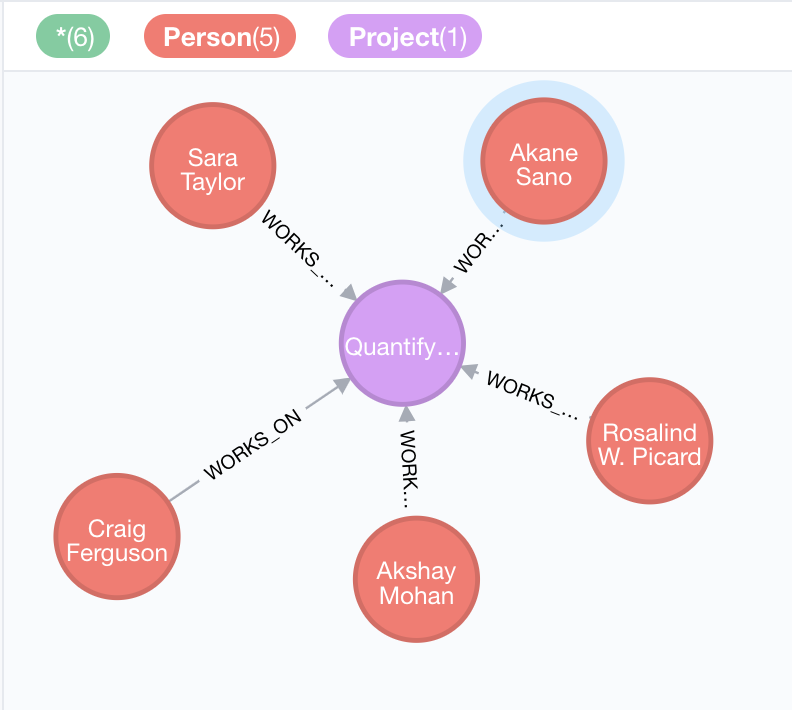 *(6) Person(5) Project(1)
Sara
Taylor
Akane
Sano
WORKS_...
WOR...
Quantify...
WORKS_...
Rosalind
W. Picard
WORKS_ON
WORK...
Craig
Ferguson
Akshay
Mohan